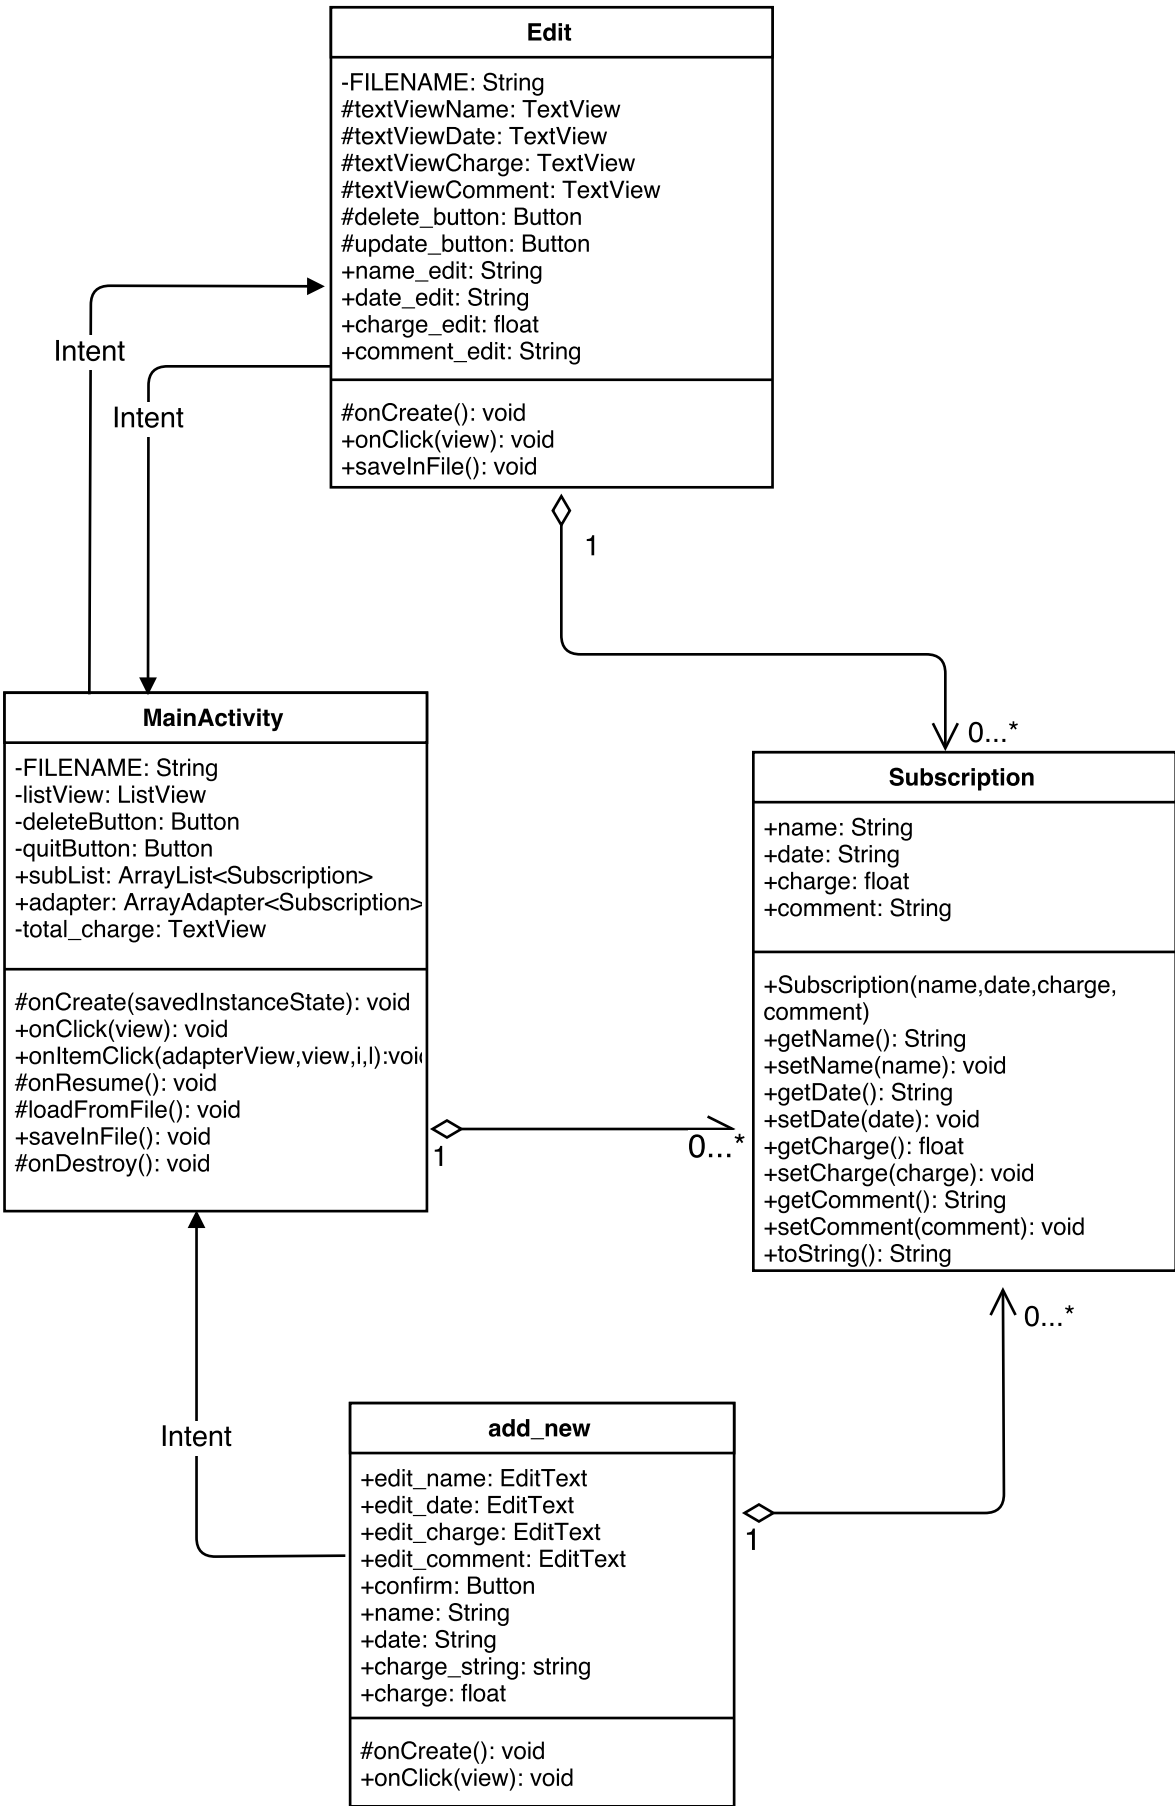 Edit
-FILENAME: String
#textViewName: TextView
#textViewDate: TextView
#textViewCharge: TextView
#textViewComment: TextView
#delete_button: Button
#update_button: Button
+name_edit: String
+date_edit: String
+charge_edit: float
+comment_edit: String
#onCreate(): void
+onClick(view): void
+saveInFile(): void
Intent
Intent
1
0...*
MainActivity
-FILENAME: String
-listView: ListView
-deleteButton: Button
-quitButton: Button
+subList: ArrayList<Subscription>
+adapter: ArrayAdapter<Subscription>
-total_charge: TextView
#onCreate(savedInstanceState): void
+onClick(view): void
+onItemClick(adapterView,view,i,l):voi
#onResume(): void
#loadFromFile(): void
+saveInFile(): void
#onDestroy(): void
1
0...*
Subscription
+name: String
+date: String
+charge: float
+comment: String
+Subscription(name,date,charge,
comment)
+getName(): String
+setName(name): void
+getDate(): String
+setDate(date): void
+getCharge(): float
+setCharge(charge): void
+getComment(): String
+setComment(comment): void
+toString(): String
0...*
Intent
add_new
+edit_name: EditText
+edit_date: EditText
+edit_charge: EditText
+edit_comment: EditText
+confirm: Button
+name: String
+date: String
+charge_string: string
+charge: float
#onCreate(): void
+onClick(view): void
1